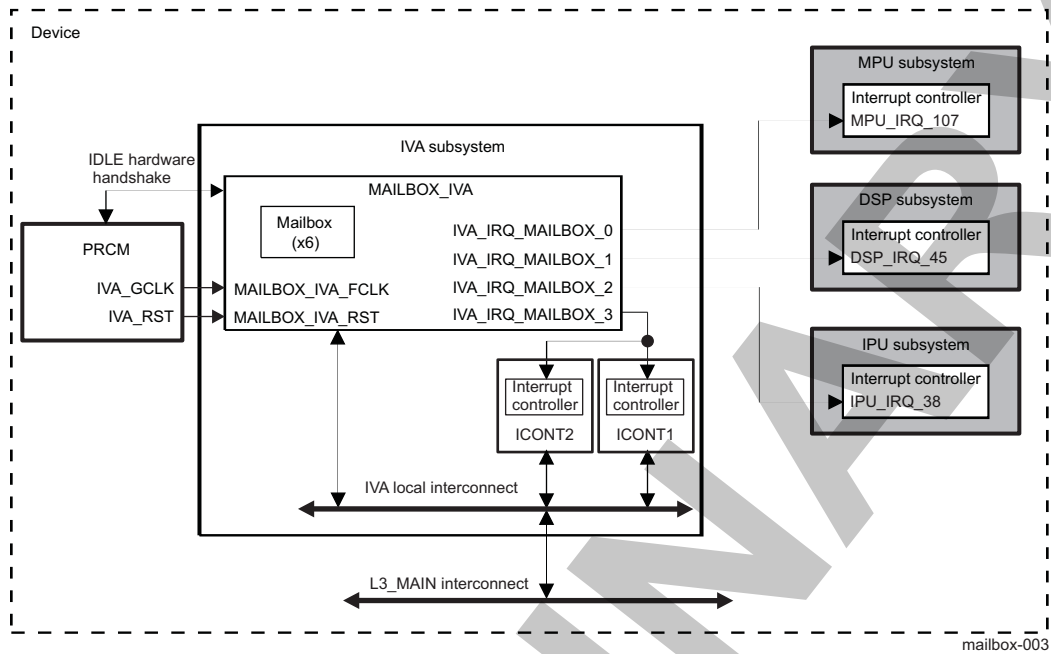 Device
MPU subsystem
Interrupt controller
MPU_IRQ_107
IVA subsystem
IDLE hardware
handshake
MAILBOX_IVA
Mailbox
(x6)
DSP subsystem
Interrupt controller
DSP_IRQ_45
PRCM
IVA_IRQ_MAILBOX_0
IVA_IRQ_MAILBOX_1
IVA_GCLK
MAILBOX_IVA_FCLK
IVA_IRQ_MAILBOX_2
IVA_RST
MAILBOX_IVA_RST
IVA_IRQ_MAILBOX_3
IPU subsystem
Interrupt controller
IPU_IRQ_38
Interrupt
controller
ICONT2
Interrupt
controller
ICONT1
IVA local interconnect
L3_MAIN interconnect
mailbox-003